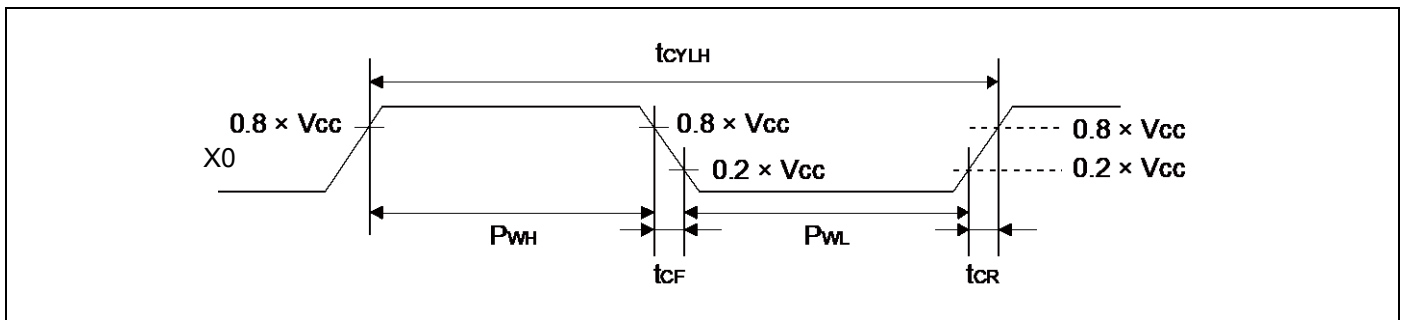 tCYLH
0.8 × Vcc
0.8 × Vcc
0.8 × Vcc
X0
0.2 × Vcc
0.2 × Vcc
PWH
PWL
tCF
tCR